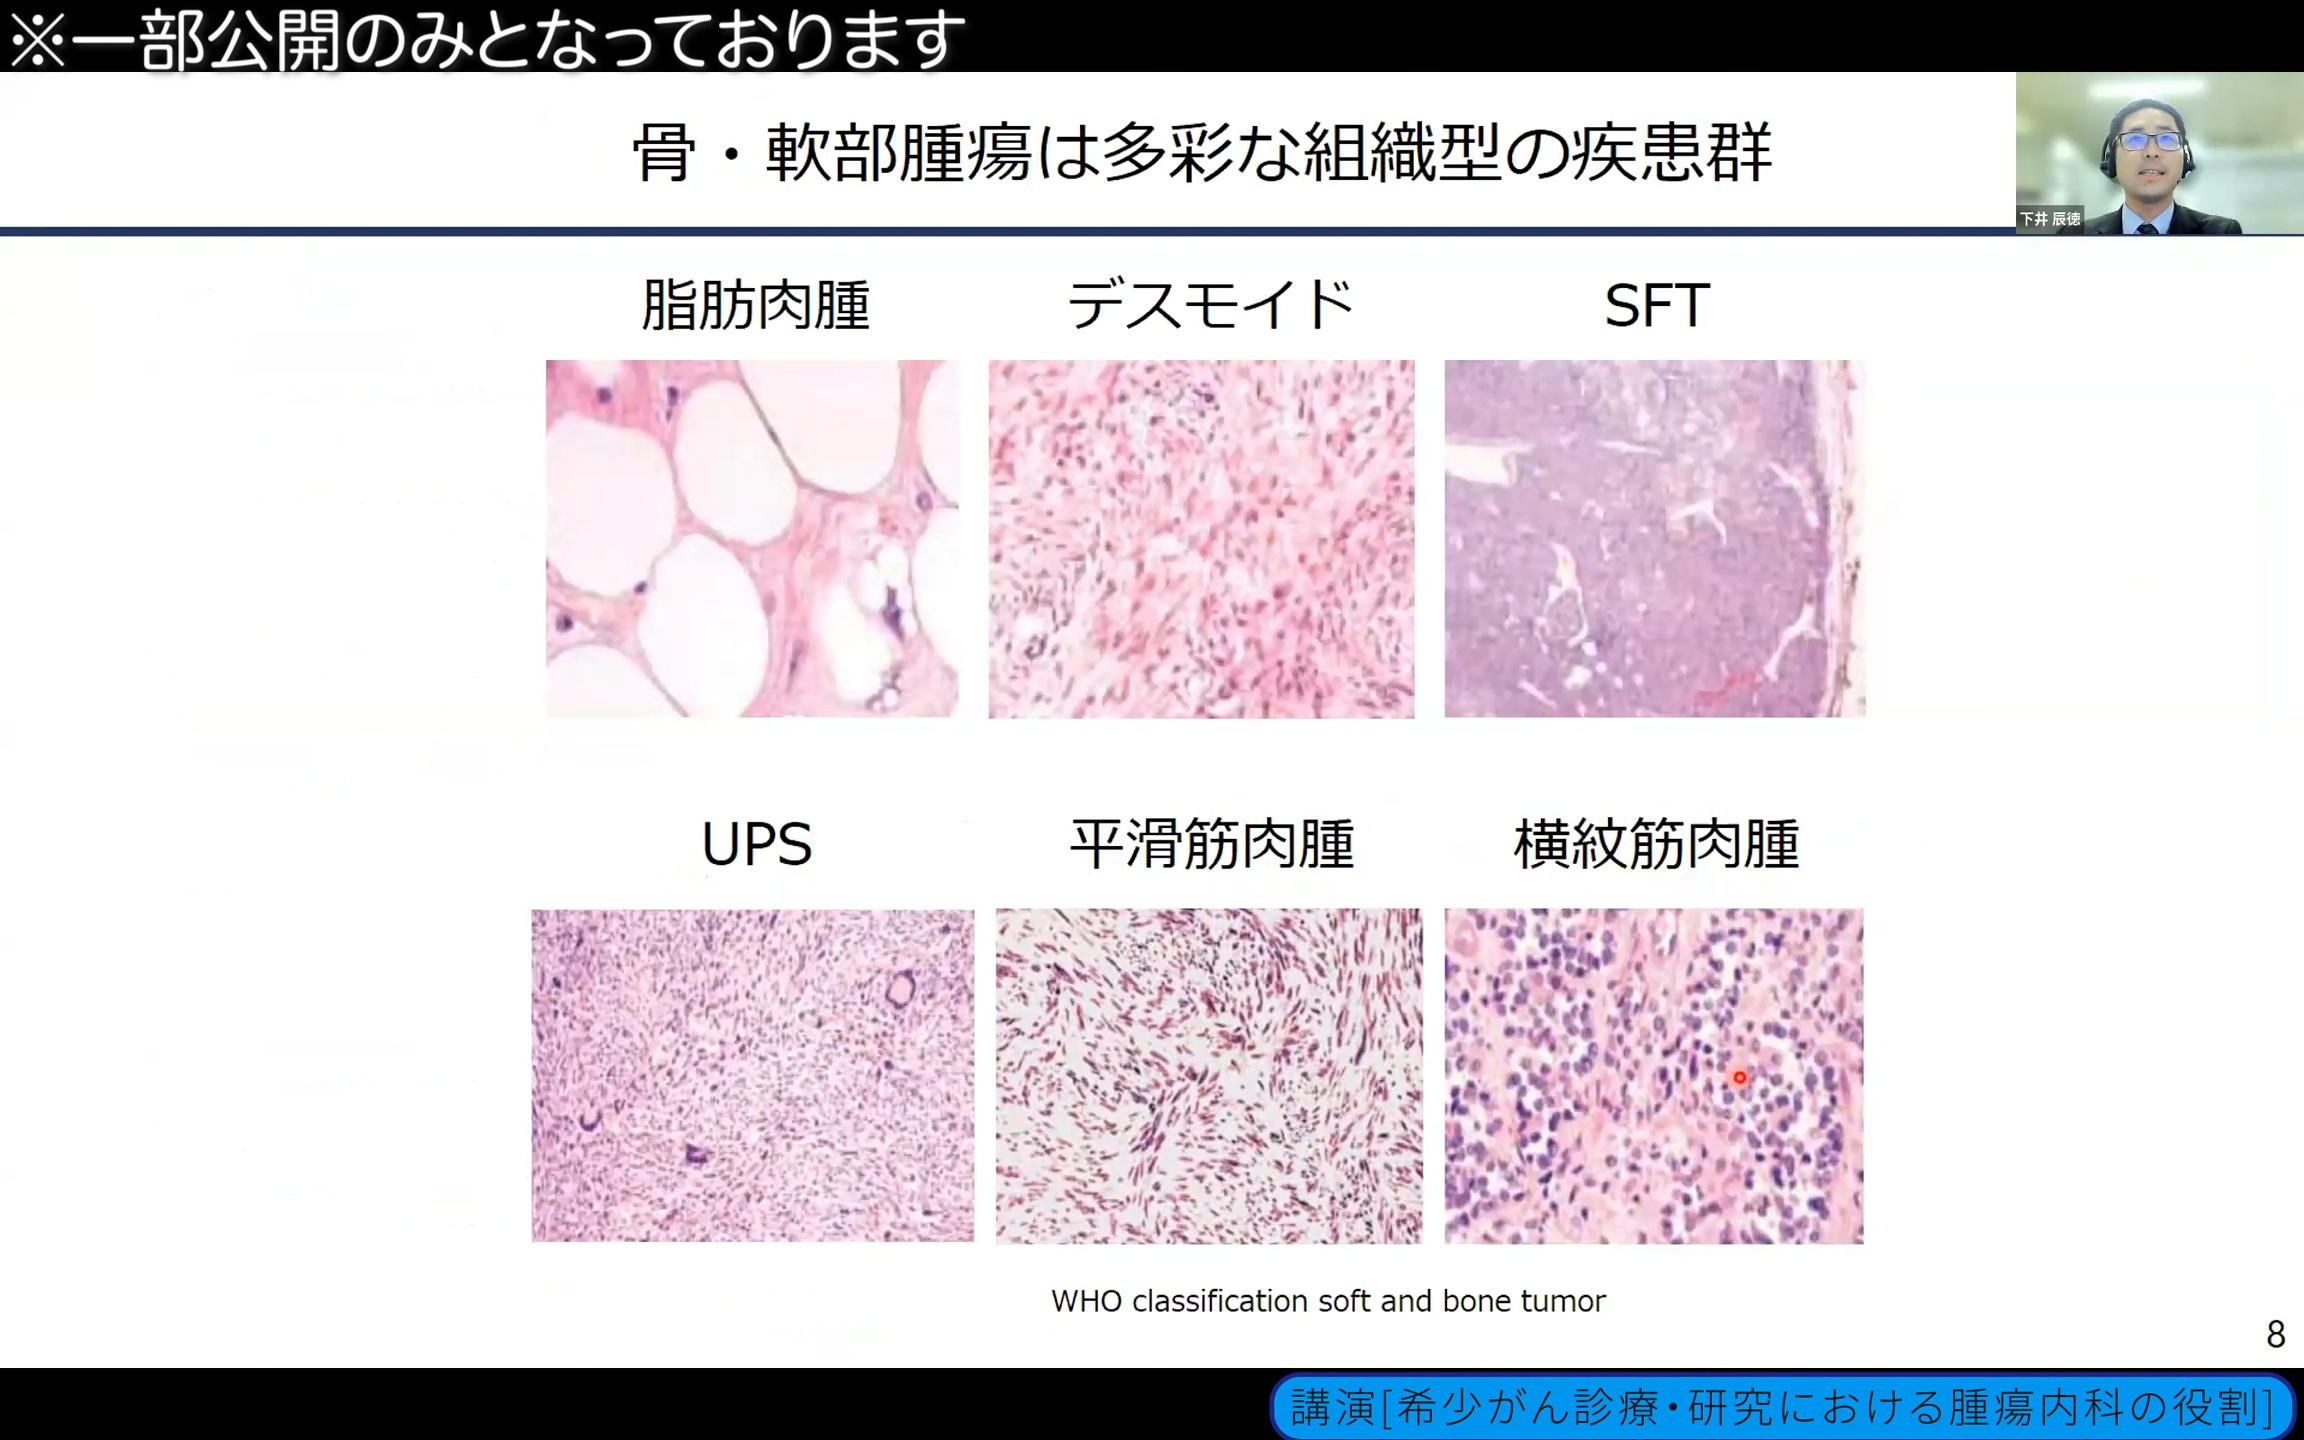 ※一部公開のみとなっております
骨・軟部腫瘍は多彩な組織型の疾患群
下井 辰徳
脂肪肉腫
デスモイド
SFT
UPS
平滑筋肉腫
横紋筋肉腫
WHO classification soft and bone tumor
8
講演[希少がん診療・研究における腫瘍内科の役割]